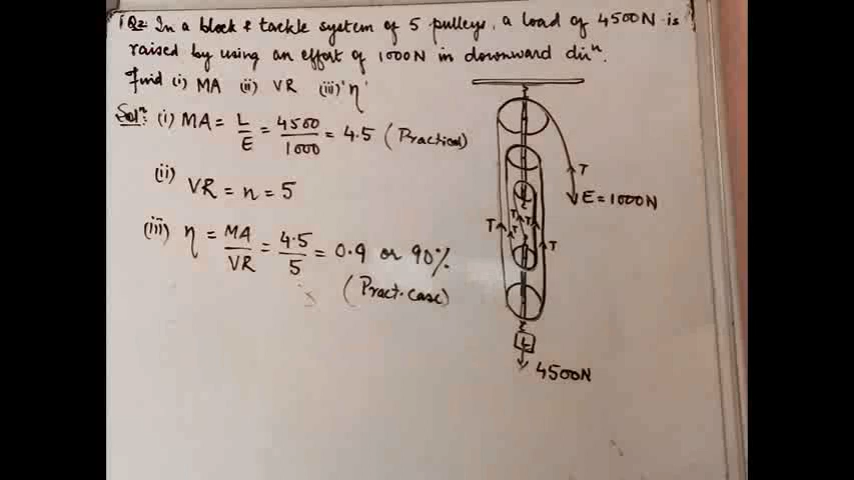 Q2. In a block & tackle system of 5 pulleys, a load of 4500N is
raised by using an effort of 1000N in downward dirⁿ.
Find (i) MA (ii) VR (iii) 'η'
Solⁿ: (i) MA = L/E = 4500/1000 = 4.5 (Practical)
(ii) VR = n = 5
(iii) η = MA/VR = 4.5/5 = 0.9 or 90%
(Pract. case)
T
E = 1000N
T T T T T
L
4500N